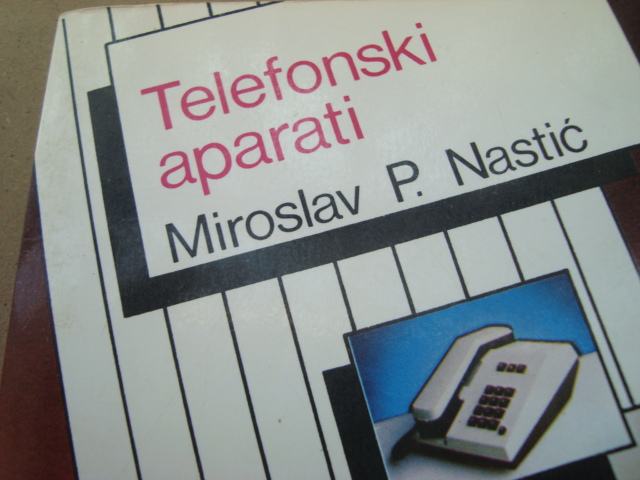 Telefonski
aparati
Miroslav P. Nastić